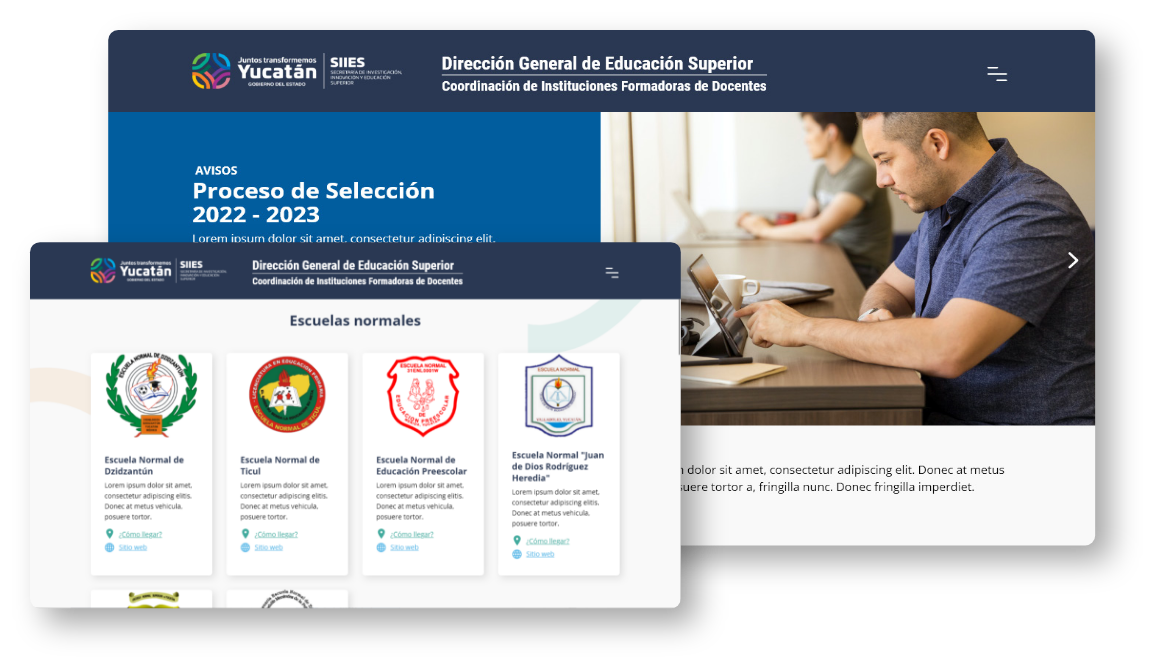 Juntos transformemos
Yucatán
GOBIERNO DEL ESTADO
SIIES
SECRETARÍA DE INVESTIGACIÓN,
INNOVACIÓN Y EDUCACIÓN
SUPERIOR
Dirección General de Educación Superior
Coordinación de Instituciones Formadoras de Docentes
AVISOS
Proceso de Selección
2022 - 2023
Lorem ipsum dolor sit amet, consectetur adipiscing elit.
dolor sit amet, consectetur adipiscing elit. Donec at metus
suere tortor a, fringilla nunc. Donec fringilla imperdiet.
Juntos transformemos
Yucatán
GOBIERNO DEL ESTADO
SIIES
SECRETARÍA DE INVESTIGACIÓN,
INNOVACIÓN Y EDUCACIÓN
SUPERIOR
Dirección General de Educación Superior
Coordinación de Instituciones Formadoras de Docentes
Escuelas normales
ESCUELA NORMAL DE DZIDZANTÚN
Escuela Normal de
Dzidzantún
Lorem ipsum dolor sit amet,
consectetur adipiscing elitis.
Donec at metus vehicula,
posuere tortor.
¿Cómo llegar?
Sitio web
LICENCIATURA EN EDUCACIÓN PRIMARIA
ESCUELA NORMAL DE TICUL
Escuela Normal de
Ticul
Lorem ipsum dolor sit amet,
consectetur adipiscing elitis.
Donec at metus vehicula,
posuere tortor.
¿Cómo llegar?
Sitio web
ESCUELA NORMAL
DE
EDUCACION PREESCOLAR
Escuela Normal de
Educación Preescolar
Lorem ipsum dolor sit amet,
consectetur adipiscing elitis.
Donec at metus vehicula,
posuere tortor.
¿Cómo llegar?
Sitio web
ESCUELA NORMAL
Escuela Normal "Juan
de Dios Rodríguez
Heredia"
Lorem ipsum dolor sit amet,
consectetur adipiscing elitis.
Donec at metus vehicula,
posuere tortor.
¿Cómo llegar?
Sitio web